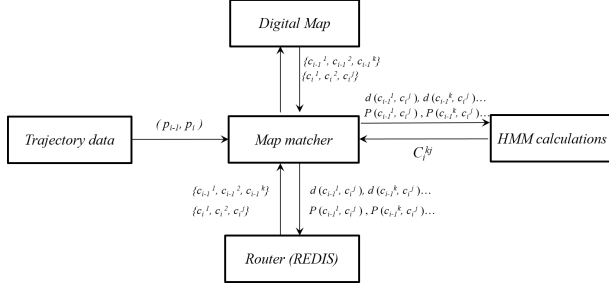 Digital Map
{c_{i-1}^1, c_{i-1}^2, c_{i-1}^k}
{c_i^1, c_i^2, c_i^j}
d (c_{i-1}^1, c_i^j), d (c_{i-1}^k, c_i^j)…
P (c_{i-1}^1, c_i^j) , P (c_{i-1}^k, c_i^j)…
Trajectory data
( p_{i-1}, p_i )
Map matcher
HMM calculations
C_i^{kj}
{c_{i-1}^1, c_{i-1}^2, c_{i-1}^k}
d (c_{i-1}^1, c_i^j), d (c_{i-1}^k, c_i^j)…
{c_i^1, c_i^2, c_i^j}
P (c_{i-1}^1, c_i^j) , P (c_{i-1}^k, c_i^j)…
Router (REDIS)